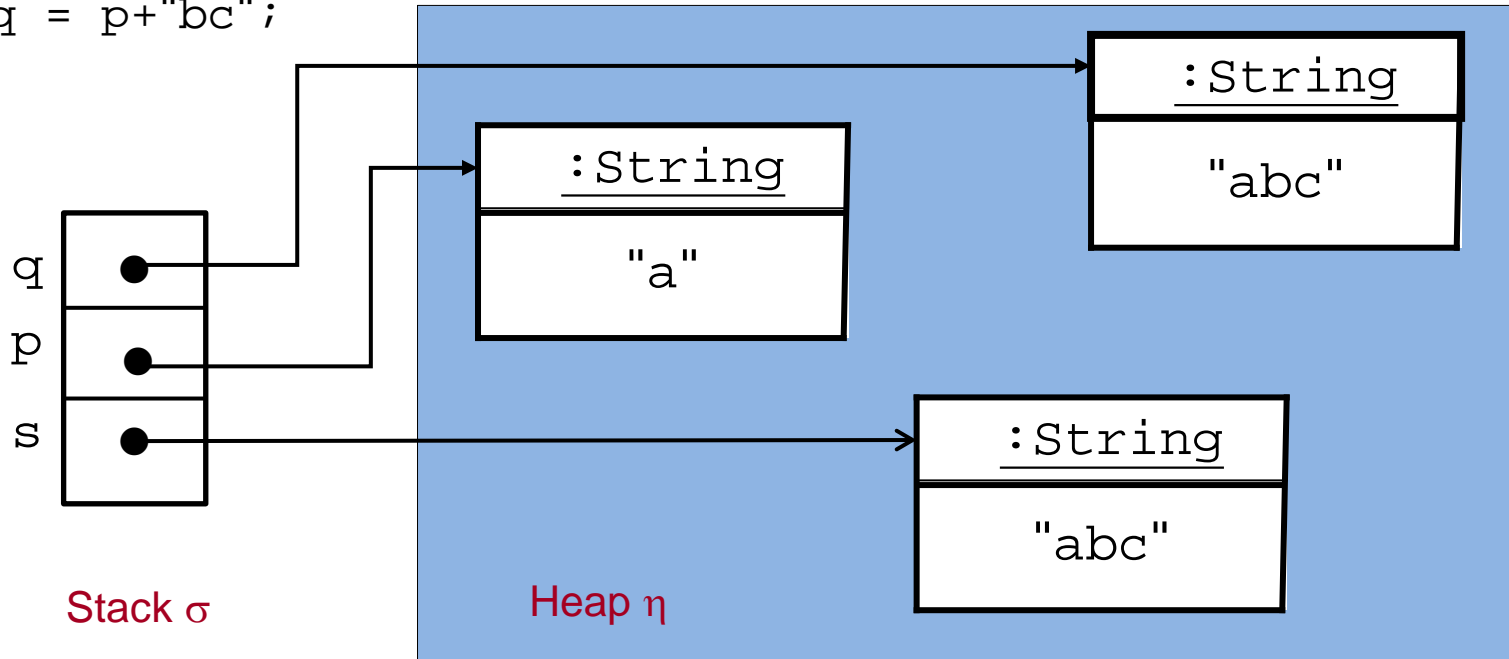 q = p+"bc";
:String
"abc"
:String
"a"
q
p
s
:String
"abc"
Stack σ
Heap η